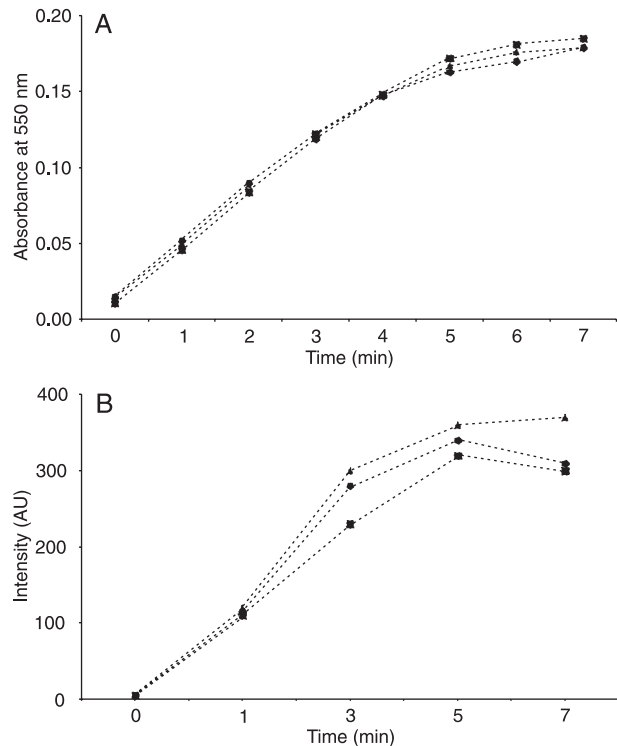 A
Absorbance at 550 nm
0.20
0.15
0.10
0.05
0.00
0 1 2 3 4 5 6 7
Time (min)
B
Intensity (AU)
400
300
200
100
0
0 1 3 5 7
Time (min)